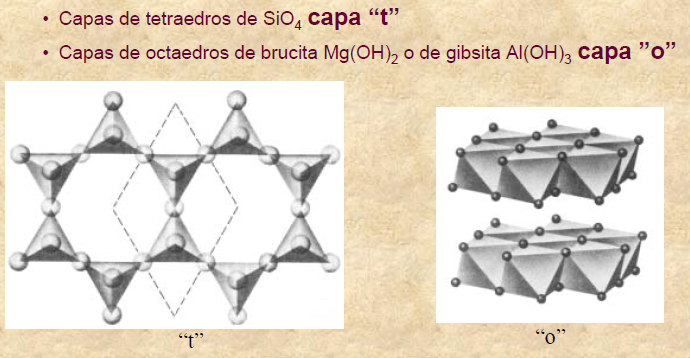 • Capas de tetraedros de SiO₄ capa “t”
• Capas de octaedros de brucita Mg(OH)₂ o de gibsita Al(OH)₃ capa ”o”
“t”
“o”